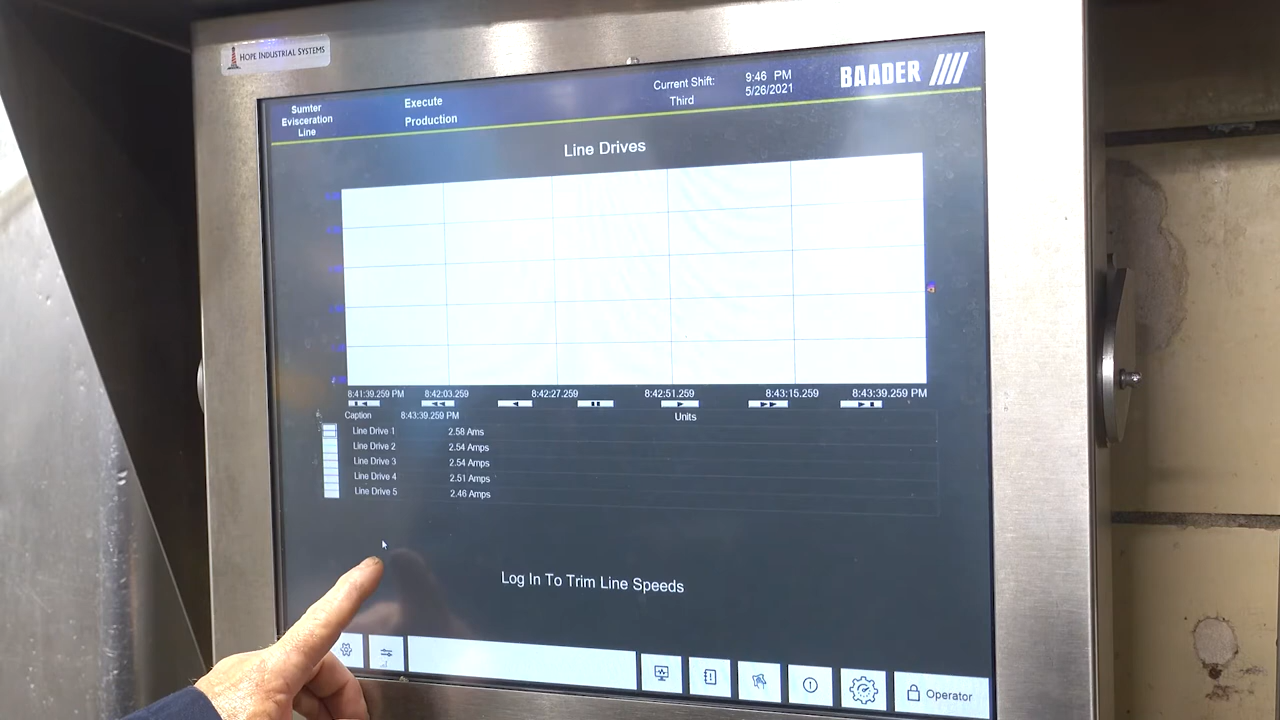 HOPE INDUSTRIAL SYSTEMS
Sumter
Evisceration
Line
Execute
Production
Current Shift:
Third
9:46 PM
5/26/2021
BAADER
Line Drives
8:41:39.259 PM 8:42:03.259 8:42:27.259 8:42:51.259 8:43:15.259 8:43:39.259 PM
Caption 8:43:39.259 PM Units
Line Drive 1 2.58 Ams
Line Drive 2 2.54 Amps
Line Drive 3 2.54 Amps
Line Drive 4 2.51 Amps
Line Drive 5 2.46 Amps
Log In To Trim Line Speeds
Operator